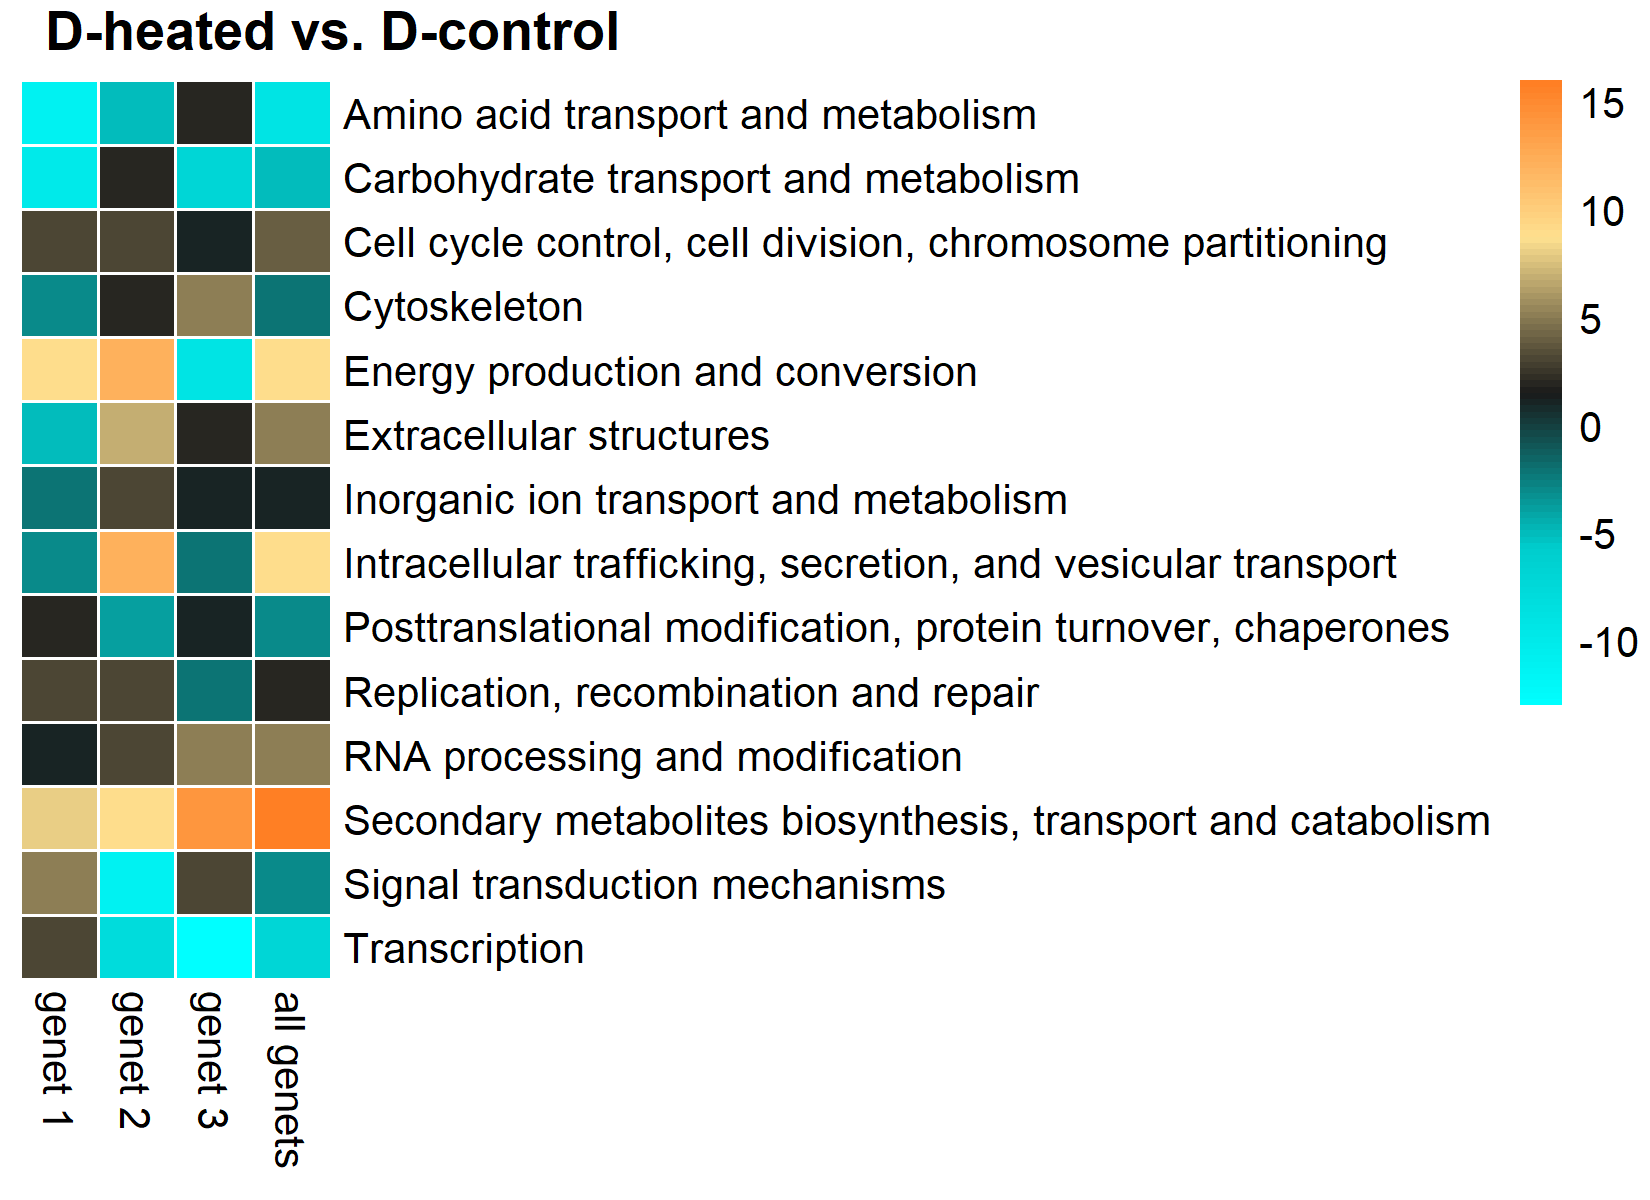 D-heated vs. D-control
Amino acid transport and metabolism
Carbohydrate transport and metabolism
Cell cycle control, cell division, chromosome partitioning
Cytoskeleton
Energy production and conversion
Extracellular structures
Inorganic ion transport and metabolism
Intracellular trafficking, secretion, and vesicular transport
Posttranslational modification, protein turnover, chaperones
Replication, recombination and repair
RNA processing and modification
Secondary metabolites biosynthesis, transport and catabolism
Signal transduction mechanisms
Transcription
genet 1
genet 2
genet 3
all genets
15
10
5
0
-5
-10